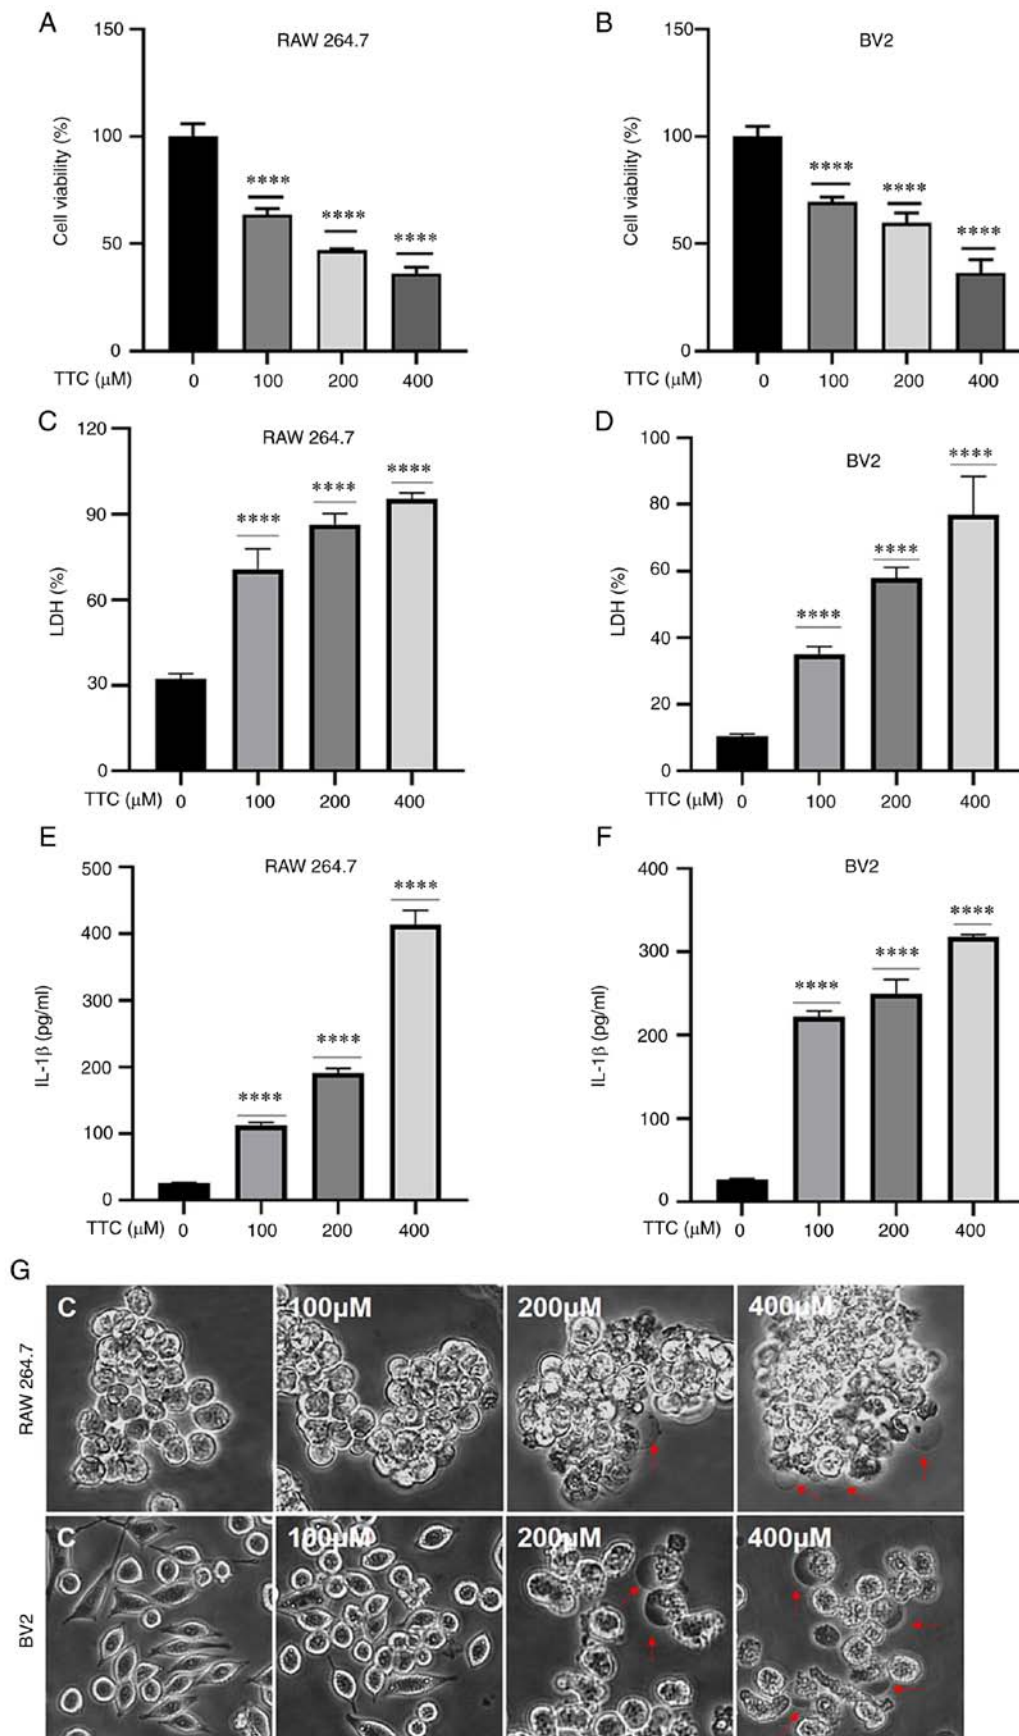 A
RAW 264.7
Cell viability (%)
150
100
50
0
****
****
****
TTC (μM) 0 100 200 400
B
BV2
Cell viability (%)
150
100
50
0
****
****
****
TTC (μM) 0 100 200 400
C
RAW 264.7
LDH (%)
120
90
60
30
0
****
****
****
TTC (μM) 0 100 200 400
D
BV2
LDH (%)
100
80
60
40
20
0
****
****
****
TTC (μM) 0 100 200 400
E
RAW 264.7
IL-1β (pg/ml)
500
400
300
200
100
0
****
****
****
TTC (μM) 0 100 200 400
F
BV2
IL-1β (pg/ml)
400
300
200
100
0
****
****
****
TTC (μM) 0 100 200 400
G
RAW 264.7
C 100μM 200μM 400μM
BV2
C 100μM 200μM 400μM